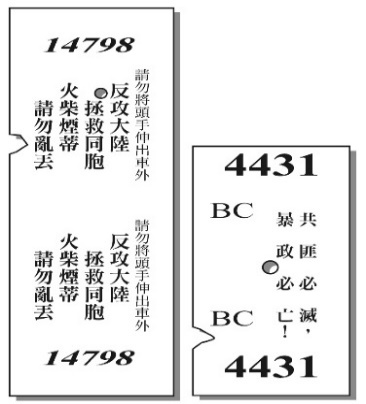 14798
請勿將頭手伸出車外
反攻大陸
拯救同胞
火柴煙蒂
請勿亂丟
請勿將頭手伸出車外
反攻大陸
拯救同胞
火柴煙蒂
請勿亂丟
14798
4431
BC
共匪必滅，
暴政必亡！
BC
4431